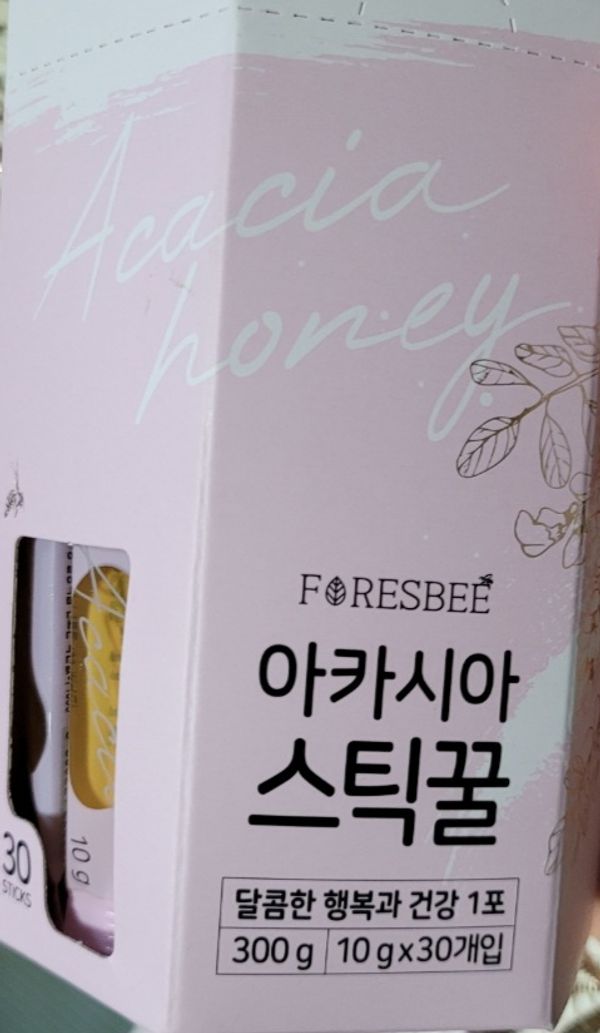 Acacia
honey
FORESBEE
아카시아
스틱꿀
달콤한 행복과 건강 1포
300 g 10 g x 30개입
Acacia
10 g
30
STICKS